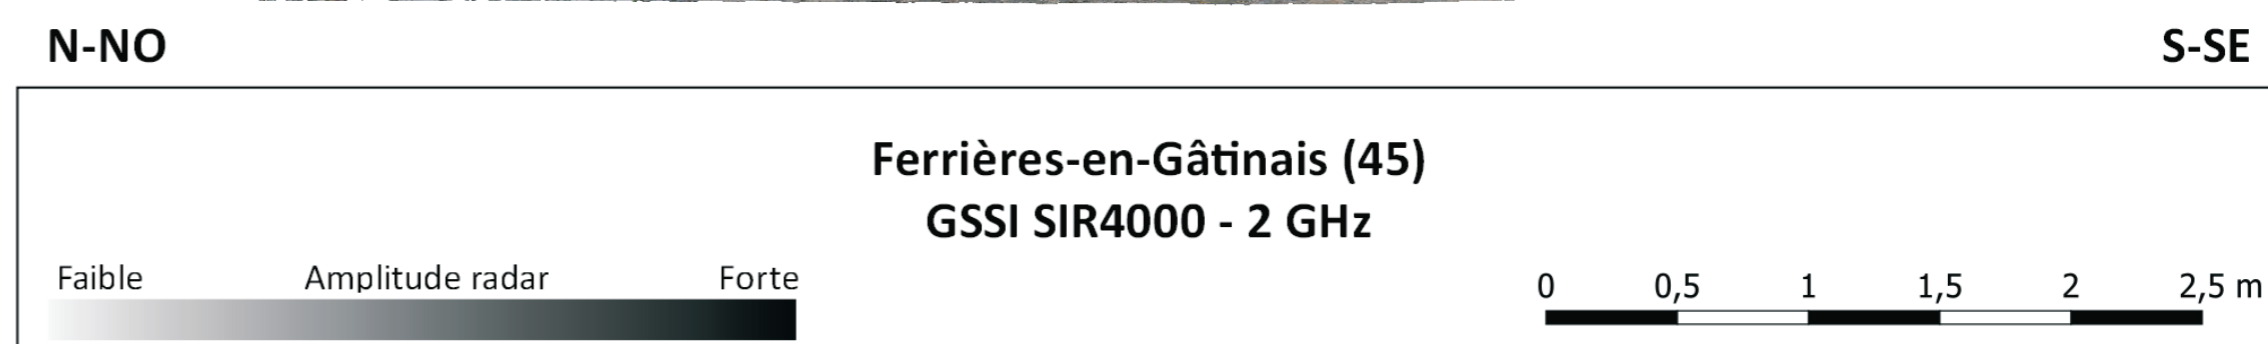 N-NO S-SE
Ferrières-en-Gâtinais (45)
GSSI SIR4000 - 2 GHz
Faible Amplitude radar Forte
0 0,5 1 1,5 2 2,5 m